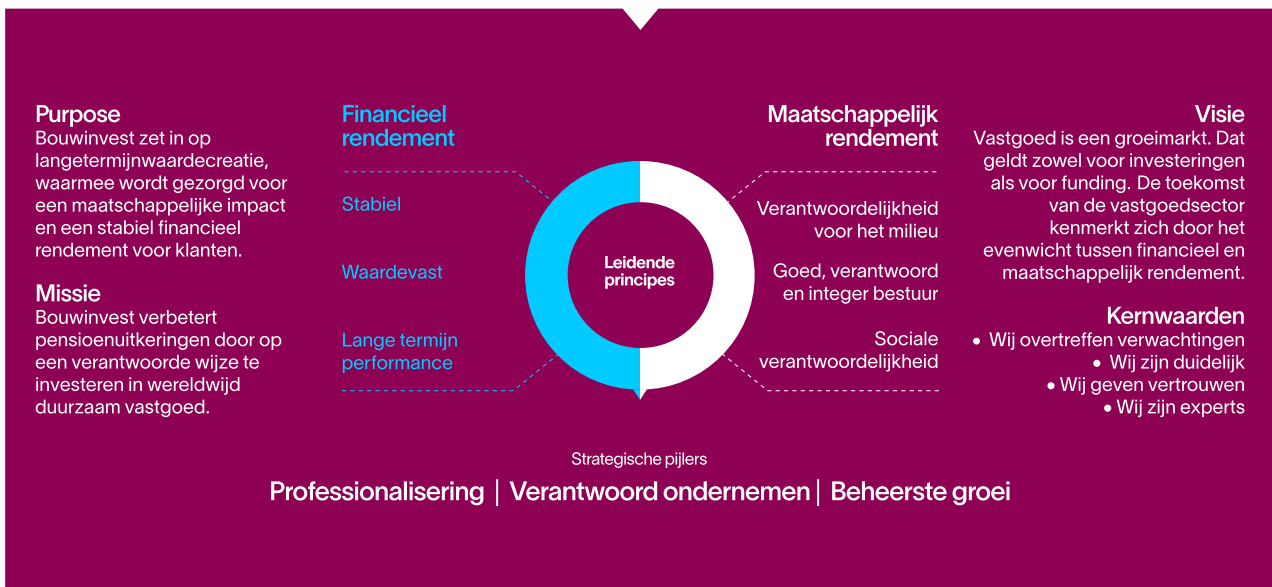 Purpose
Bouwinvest zet in op
langetermijnwaardecreatie,
waarmee wordt gezorgd voor
een maatschappelijke impact
en een stabiel financieel
rendement voor klanten.
Missie
Bouwinvest verbetert
pensioenuitkeringen door op
een verantwoorde wijze te
investeren in wereldwijd
duurzaam vastgoed.
Financieel
rendement
Stabiel
Waardevast
Lange termijn
performance
Leidende
principes
Maatschappelijk
rendement
Verantwoordelijkheid
voor het milieu
Goed, verantwoord
en integer bestuur
Sociale
verantwoordelijkheid
Visie
Vastgoed is een groeimarkt. Dat
geldt zowel voor investeringen
als voor funding. De toekomst
van de vastgoedsector
kenmerkt zich door het
evenwicht tussen financieel en
maatschappelijk rendement.
Kernwaarden
• Wij overtreffen verwachtingen
• Wij zijn duidelijk
• Wij geven vertrouwen
• Wij zijn experts
Strategische pijlers
Professionalisering | Verantwoord ondernemen | Beheerste groei